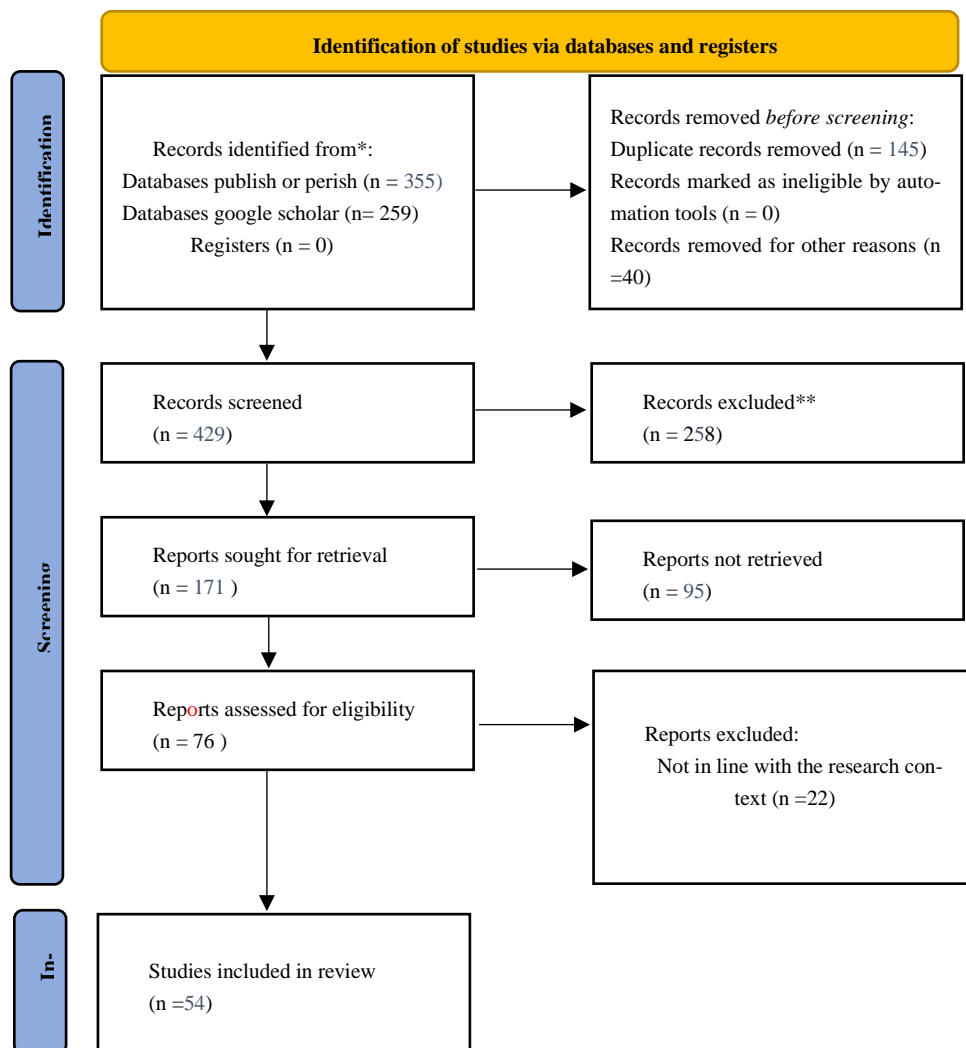 Identification of studies via databases and registers
Identification
Records identified from*:
Databases publish or perish (n = 355)
Databases google scholar (n= 259)
Registers (n = 0)
Records removed before screening:
Duplicate records removed (n = 145)
Records marked as ineligible by auto-
mation tools (n = 0)
Records removed for other reasons (n
=40)
Screening
Records screened
(n = 429)
Records excluded**
(n = 258)
Reports sought for retrieval
(n = 171 )
Reports not retrieved
(n = 95)
Reports assessed for eligibility
(n = 76 )
Reports excluded:
Not in line with the research con-
text (n =22)
In-
Studies included in review
(n =54)